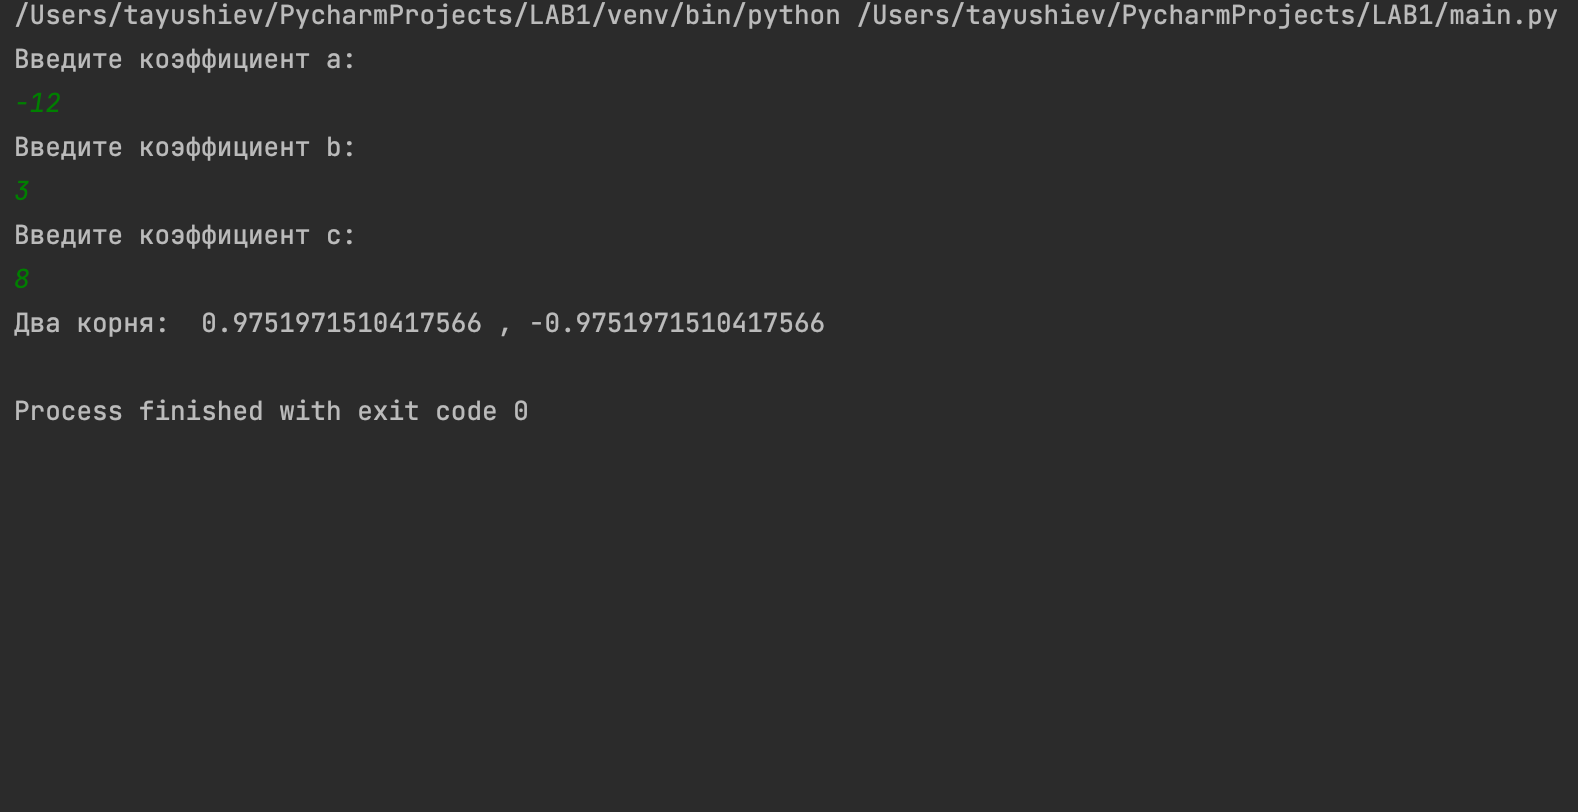 /Users/tayushiev/PycharmProjects/LAB1/venv/bin/python /Users/tayushiev/PycharmProjects/LAB1/main.py
Введите коэффициент a:
-12
Введите коэффициент b:
3
Введите коэффициент c:
8
Два корня:  0.9751971510417566 , -0.9751971510417566
Process finished with exit code 0